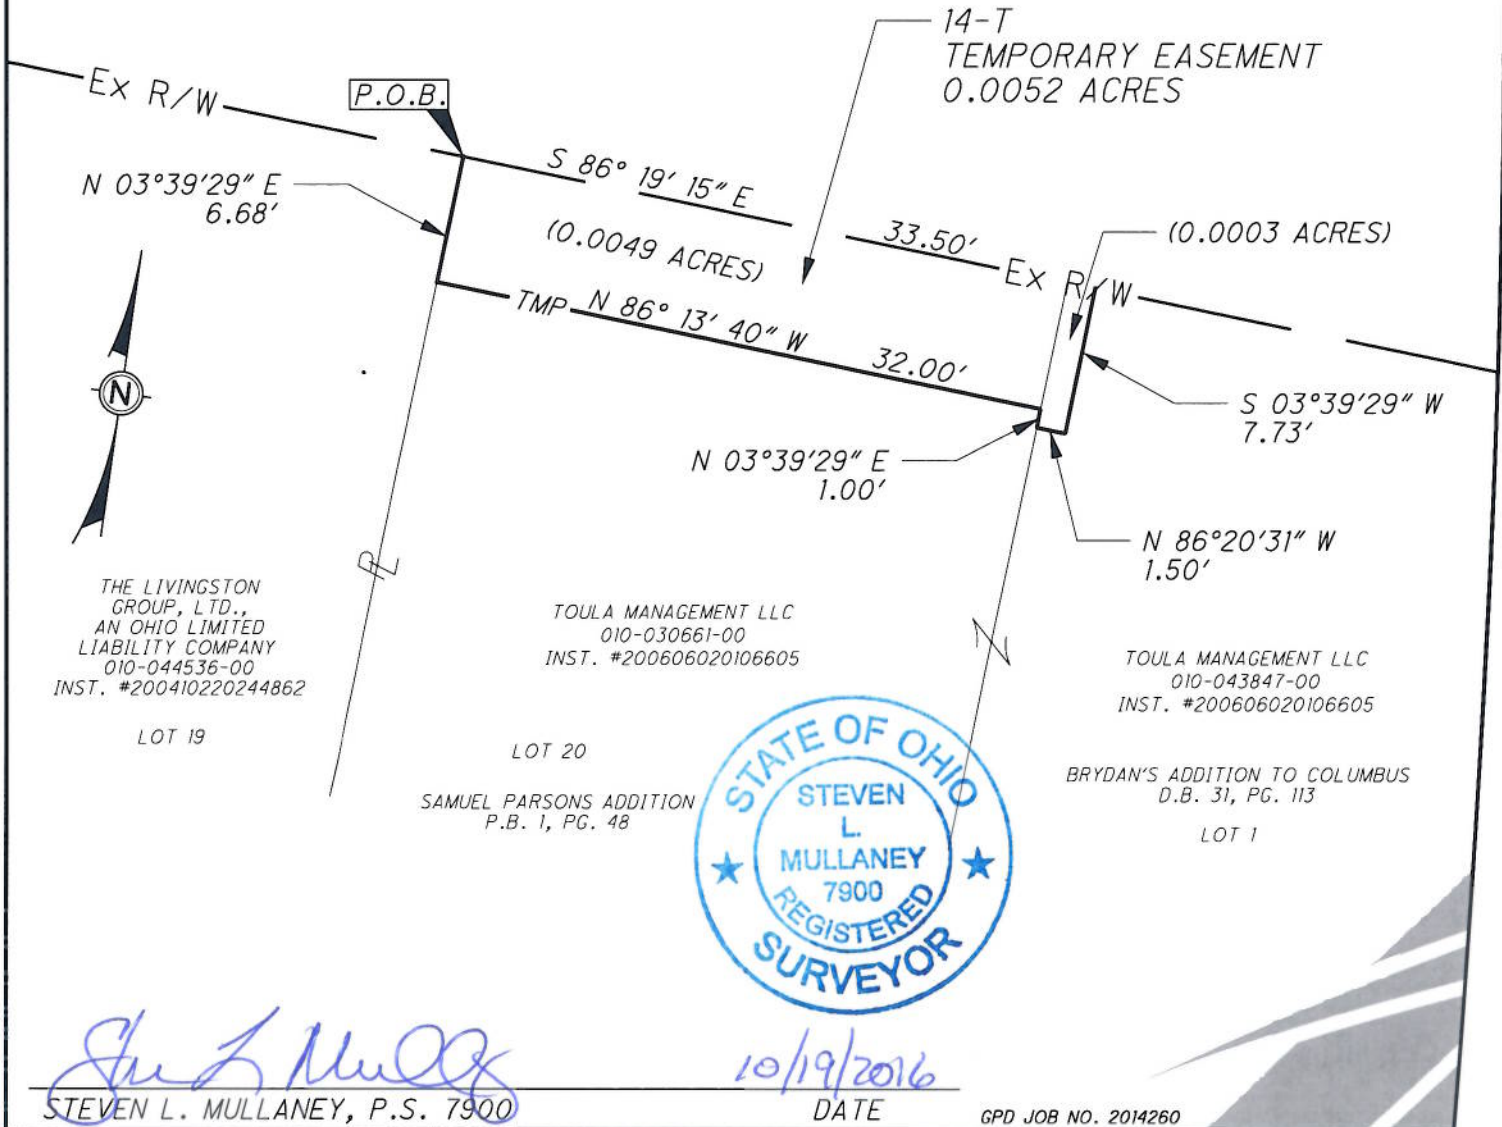 14-T
TEMPORARY EASEMENT
0.0052 ACRES
Ex R/W
P.O.B.
S 86° 19' 15" E
33.50'
Ex R/W
N 03°39'29" E
6.68'
(0.0049 ACRES)
(0.0003 ACRES)
TMP N 86° 13' 40" W
32.00'
S 03°39'29" W
7.73'
N 03°39'29" E
1.00'
N 86°20'31" W
1.50'
N
PL
THE LIVINGSTON
GROUP, LTD.,
AN OHIO LIMITED
LIABILITY COMPANY
010-044536-00
INST. #200410220244862
LOT 19
TOULA MANAGEMENT LLC
010-030661-00
INST. #200606020106605
LOT 20
SAMUEL PARSONS ADDITION
P.B. 1, PG. 48
TOULA MANAGEMENT LLC
010-043847-00
INST. #200606020106605
BRYDAN'S ADDITION TO COLUMBUS
D.B. 31, PG. 113
LOT 1
STATE OF OHIO
STEVEN
L.
MULLANEY
7900
REGISTERED
SURVEYOR
10/19/2016
STEVEN L. MULLANEY, P.S. 7900
DATE
GPD JOB NO. 2014260